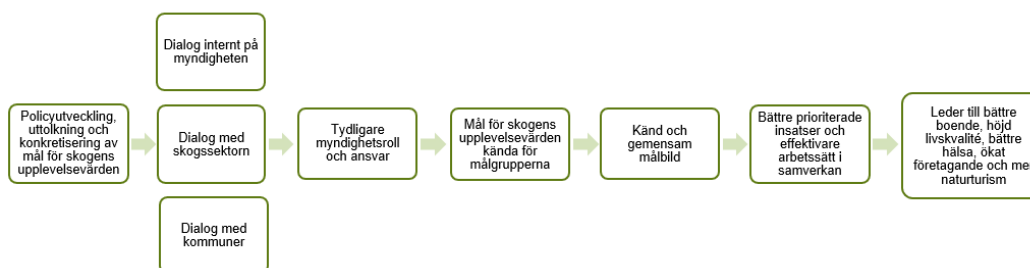 Policyutveckling,
uttolkning och
konkretisering av
mål för skogens
upplevelsevärden
Dialog internt på
myndigheten
Dialog med
skogssektorn
Dialog med
kommuner
Tydligare
myndighetsroll
och ansvar
Mål för skogens
upplevelsevärden
kända för
målgrupperna
Känd och
gemensam
målbild
Bättre prioriterade
insatser och
effektivare
arbetssätt i
samverkan
Leder till bättre
boende, höjd
livskvalité, bättre
hälsa, ökat
företagande och me
naturturism